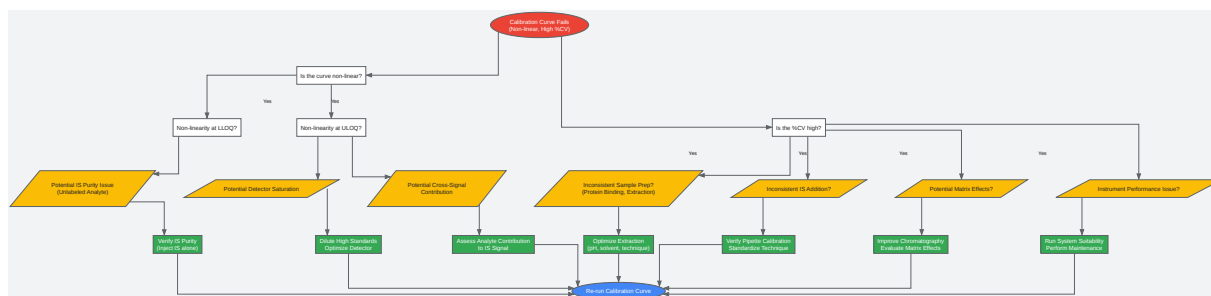 Calibration Curve Fails
(Non-linear, High %CV)
Is the curve non-linear?
Yes
Yes
Non-linearity at LLOQ?
Non-linearity at ULOQ?
Is the %CV high?
Yes
Yes
Yes
Yes
Potential IS Purity Issue
(Unlabeled Analyte)
Potential Detector Saturation
Potential Cross-Signal
Contribution
Inconsistent Sample Prep?
(Protein Binding, Extraction)
Inconsistent IS Addition?
Potential Matrix Effects?
Instrument Performance Issue?
Verify IS Purity
(Inject IS alone)
Dilute High Standards
Optimize Detector
Assess Analyte Contribution
to IS Signal
Optimize Extraction
(pH, solvent, technique)
Verify Pipette Calibration
Standardize Technique
Improve Chromatography
Evaluate Matrix Effects
Run System Suitability
Perform Maintenance
Re-run Calibration Curve